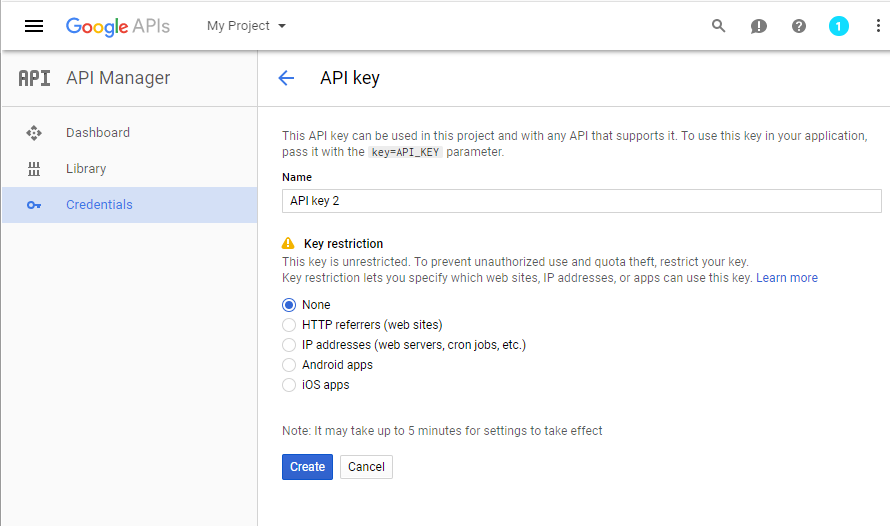 Google APIs
My Project
1
API API Manager
API key
Dashboard
Library
Credentials
This API key can be used in this project and with any API that supports it. To use this key in your application,
pass it with the key=API_KEY parameter.
Name
API key 2
Key restriction
This key is unrestricted. To prevent unauthorized use and quota theft, restrict your key.
Key restriction lets you specify which web sites, IP addresses, or apps can use this key. Learn more
None
HTTP referrers (web sites)
IP addresses (web servers, cron jobs, etc.)
Android apps
iOS apps
Note: It may take up to 5 minutes for settings to take effect
Create Cancel